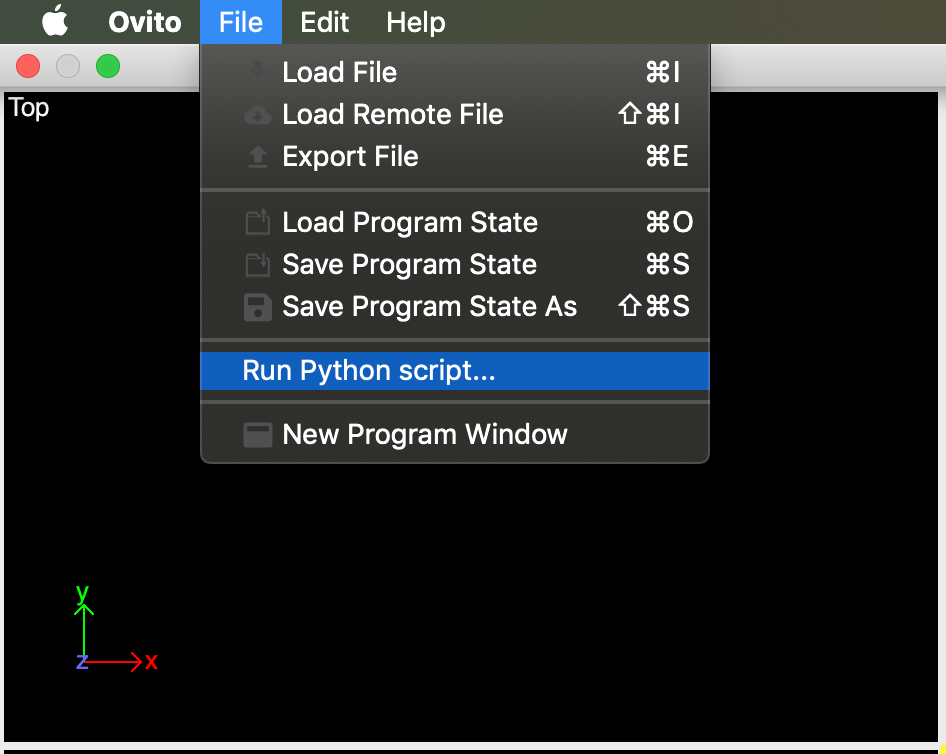 Ovito File Edit Help
Load File ⌘I
Load Remote File ⇧⌘I
Export File ⌘E
Load Program State ⌘O
Save Program State ⌘S
Save Program State As ⇧⌘S
Run Python script...
New Program Window
Top
y
z x